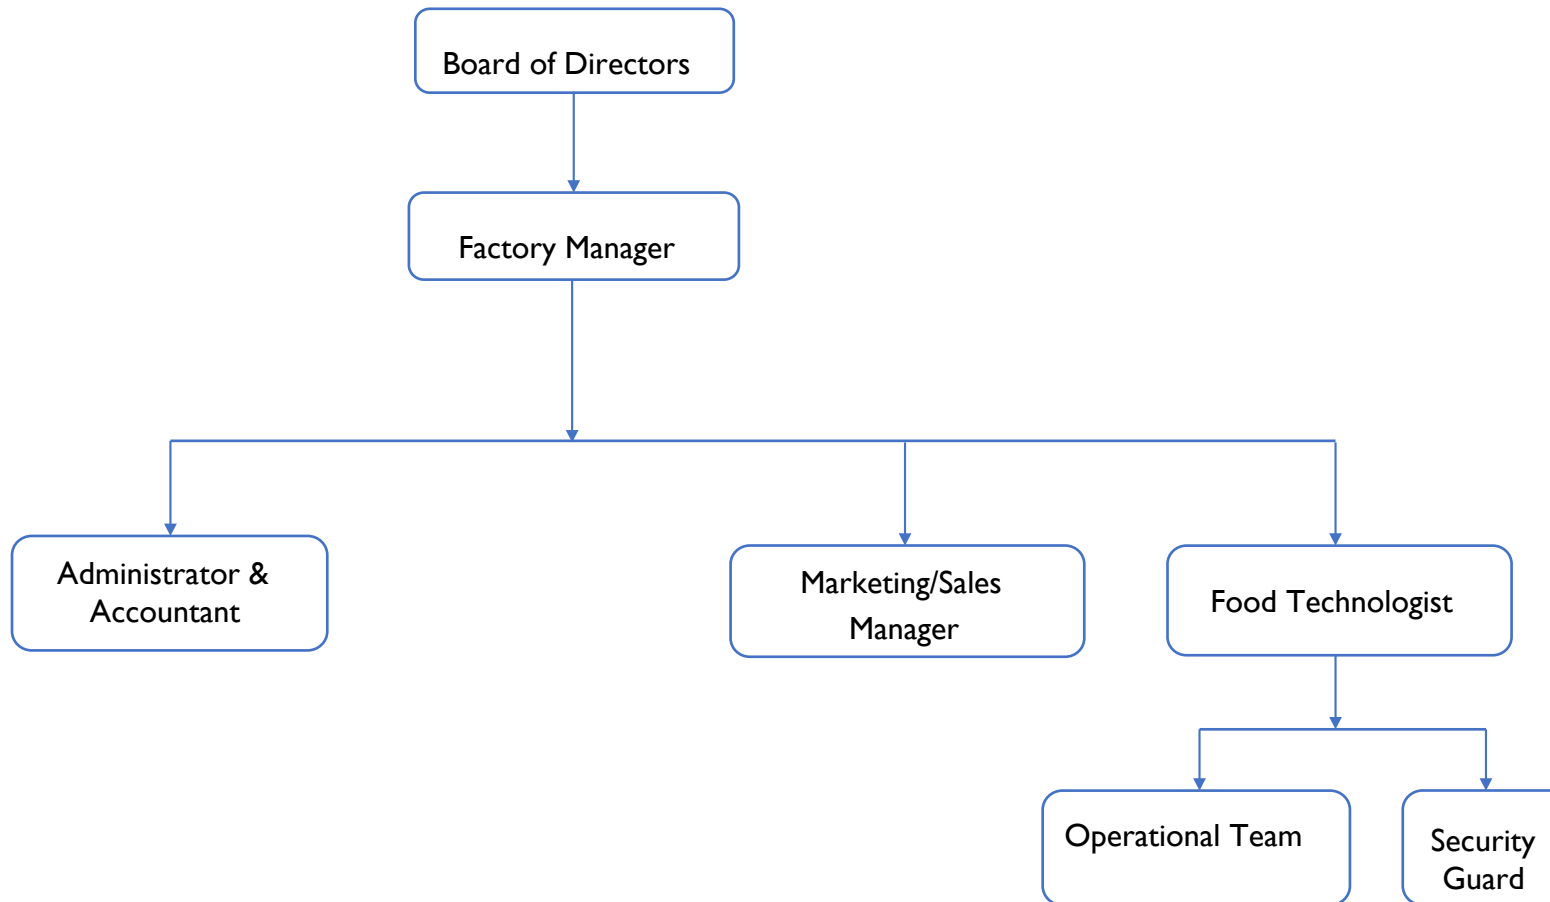 Board of Directors
Factory Manager
Administrator &
Accountant
Marketing/Sales
Manager
Food Technologist
Operational Team
Security
Guard